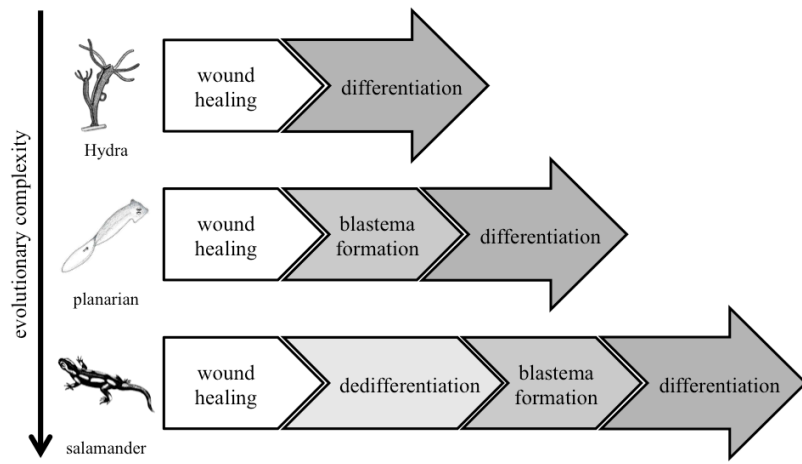 evolutionary complexity
wound
healing
differentiation
Hydra
wound
healing
blastema
formation
differentiation
planarian
wound
healing
dedifferentiation
blastema
formation
differentiation
salamander